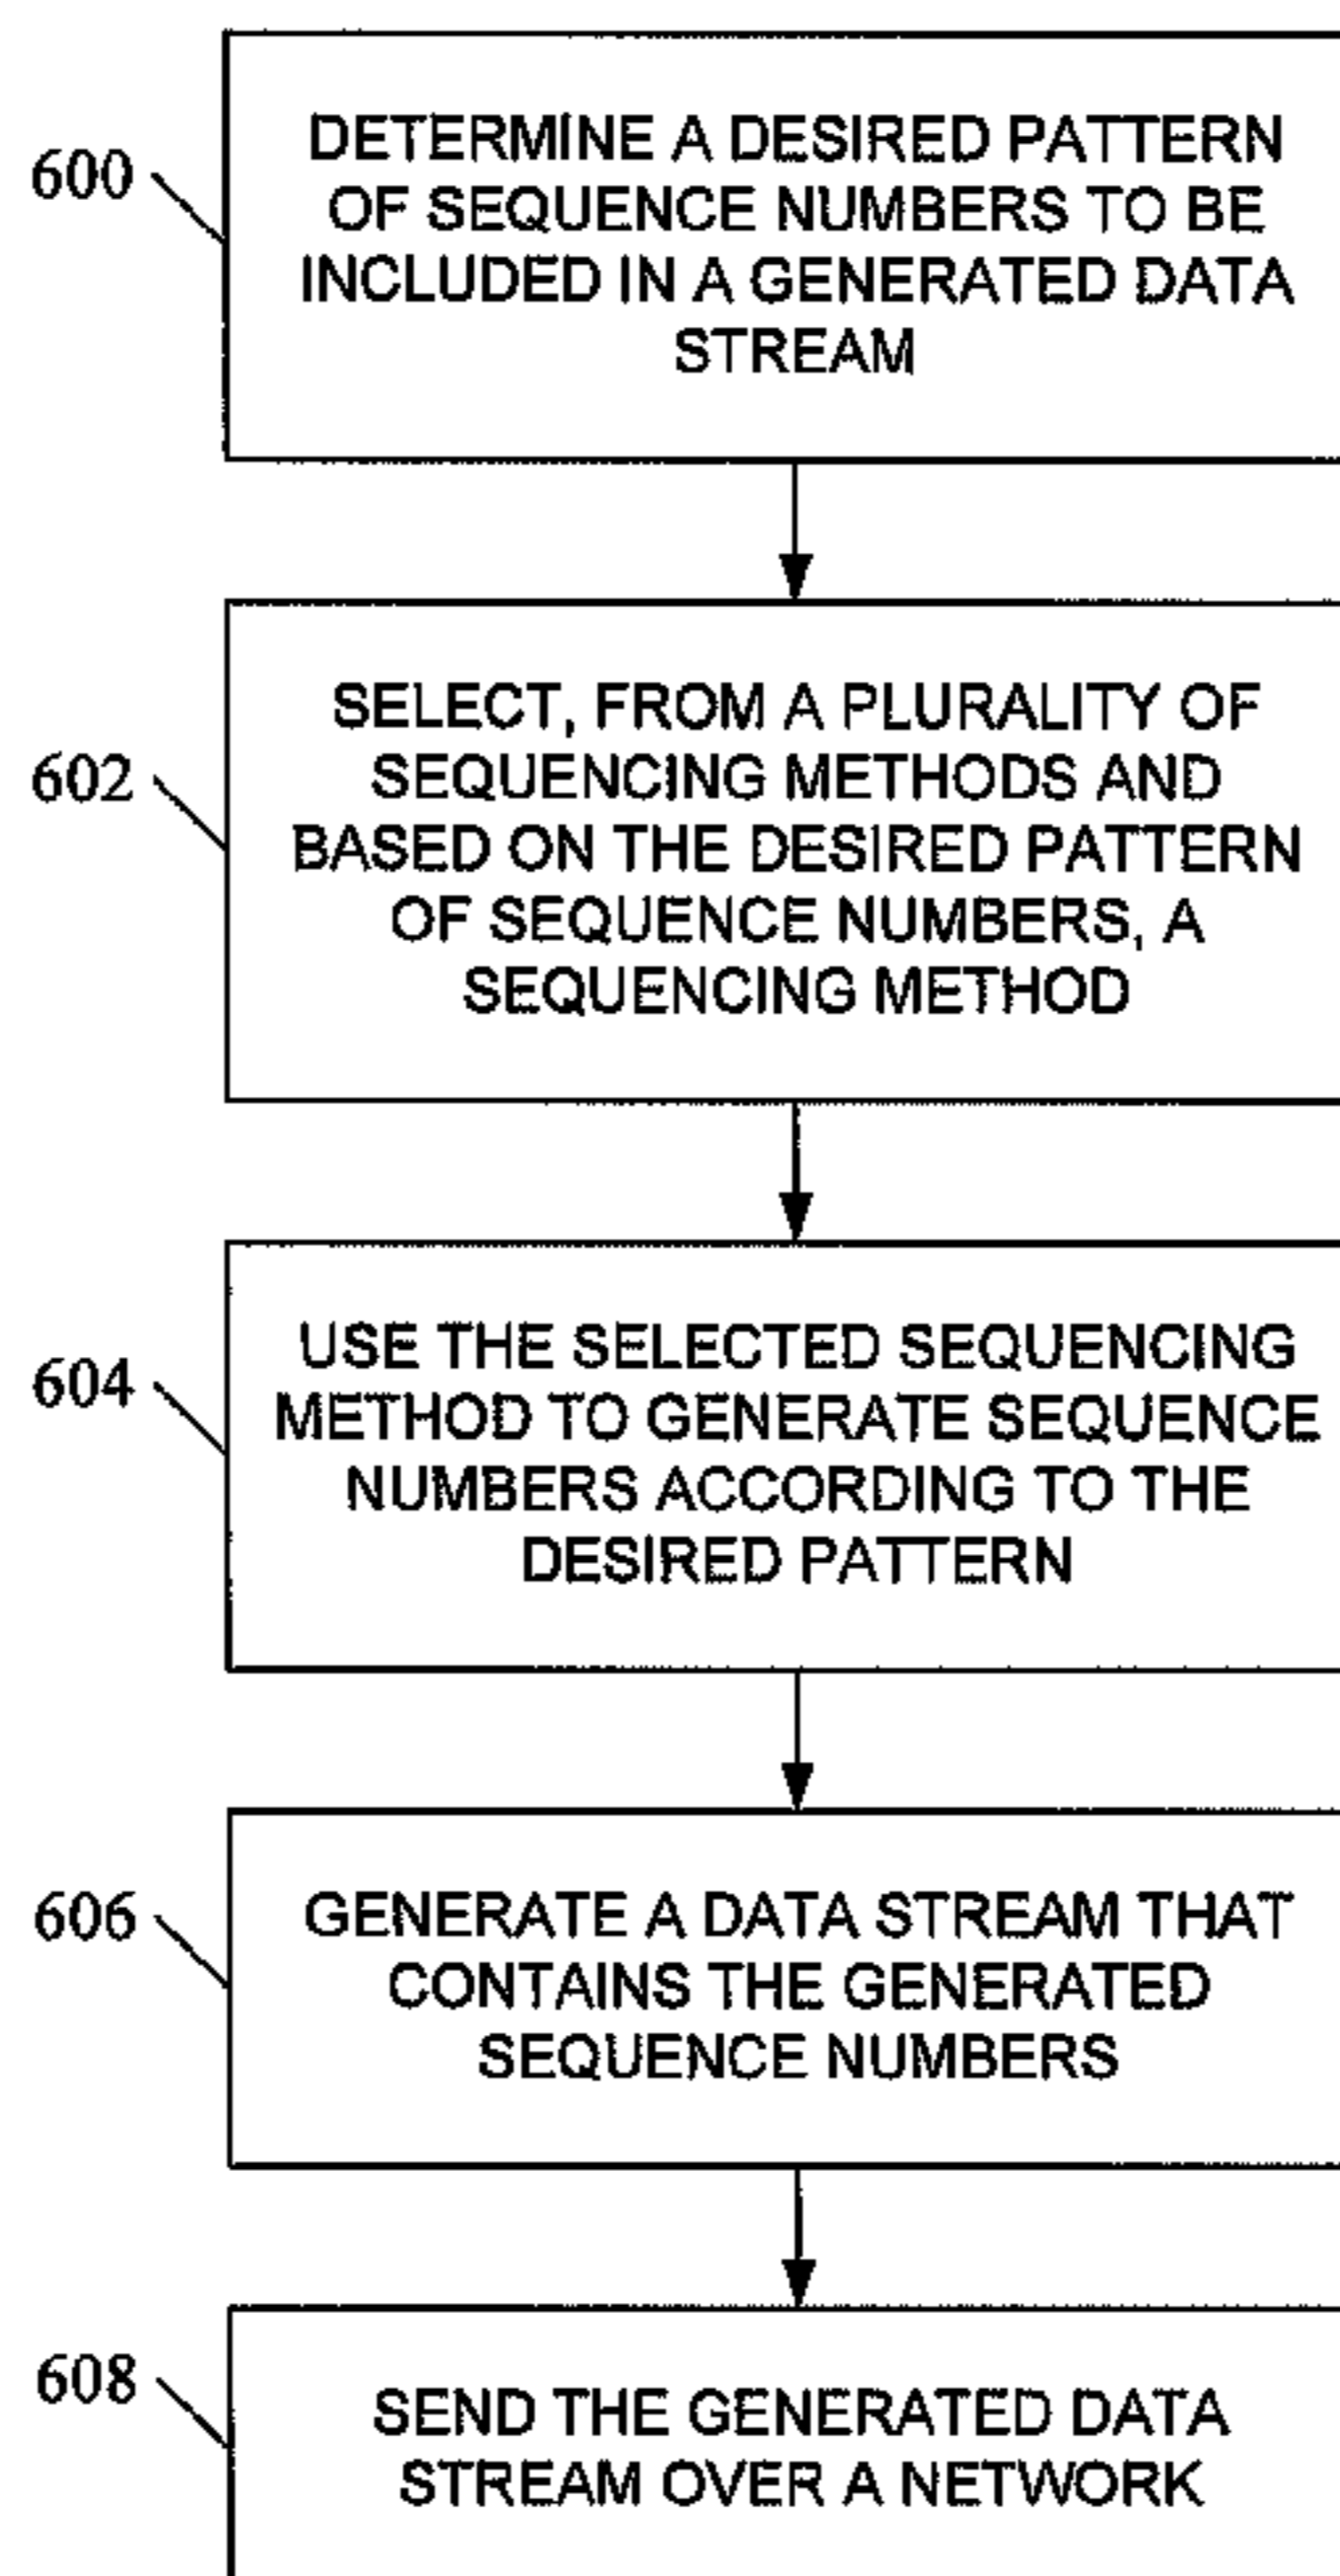 600
DETERMINE A DESIRED PATTERN
OF SEQUENCE NUMBERS TO BE
INCLUDED IN A GENERATED DATA
STREAM
602
SELECT, FROM A PLURALITY OF
SEQUENCING METHODS AND
BASED ON THE DESIRED PATTERN
OF SEQUENCE NUMBERS, A
SEQUENCING METHOD
604
USE THE SELECTED SEQUENCING
METHOD TO GENERATE SEQUENCE
NUMBERS ACCORDING TO THE
DESIRED PATTERN
606
GENERATE A DATA STREAM THAT
CONTAINS THE GENERATED
SEQUENCE NUMBERS
608
SEND THE GENERATED DATA
STREAM OVER A NETWORK